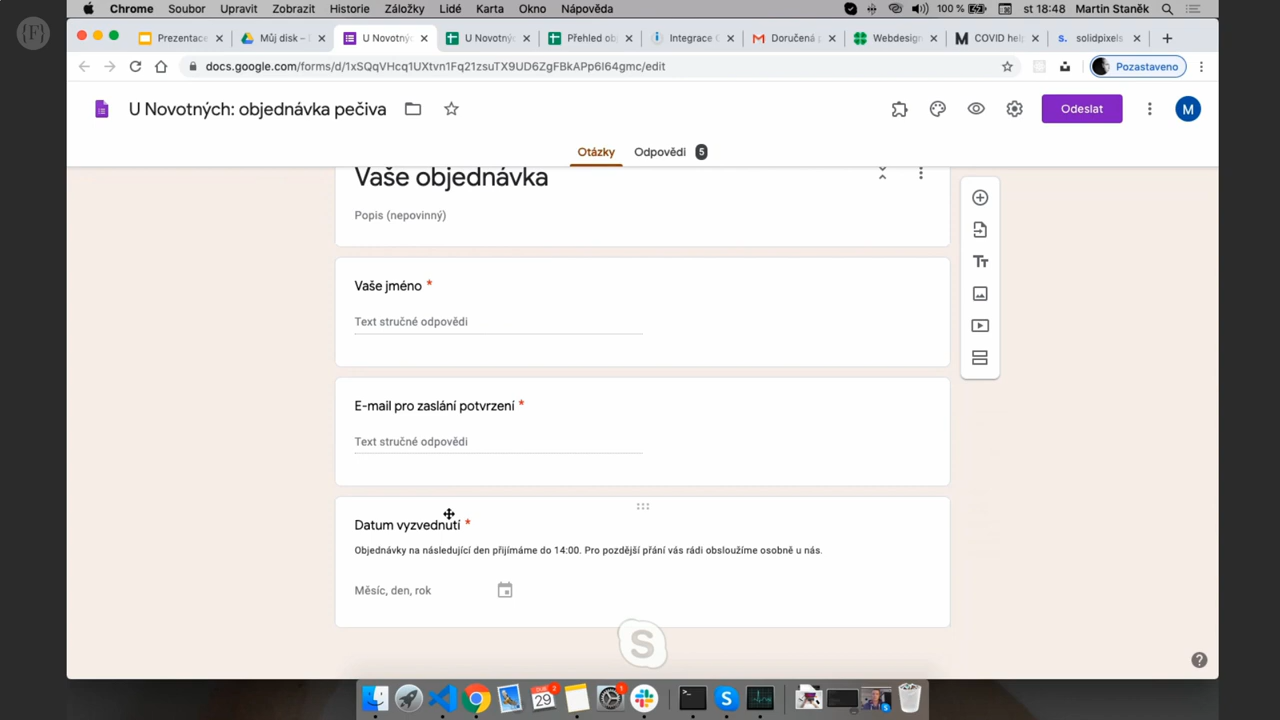 Chrome Soubor Upravit Zobrazit Historie Záložky Lidé Karta Okno Nápověda 100 % st 18:48 Martin Staněk
{F}
Prezentace Můj disk – U Novotný U Novotnýc Přehled ob Integrace Doručená p Webdesign COVID hel solidpixels
docs.google.com/forms/d/1xSQqVHcq1UXtvn1Fq21zsuTX9UD6ZgFBkAPp6I64gmc/edit Pozastaveno
U Novotných: objednávka pečiva Odeslat M
Otázky Odpovědi 5
Vaše objednávka
Popis (nepovinný)
Vaše jméno *
Text stručné odpovědi
E-mail pro zaslání potvrzení *
Text stručné odpovědi
Datum vyzvednutí *
Objednávky na následující den přijímáme do 14:00. Pro pozdější přání vás rádi obsloužíme osobně u nás.
Měsíc, den, rok
S
29